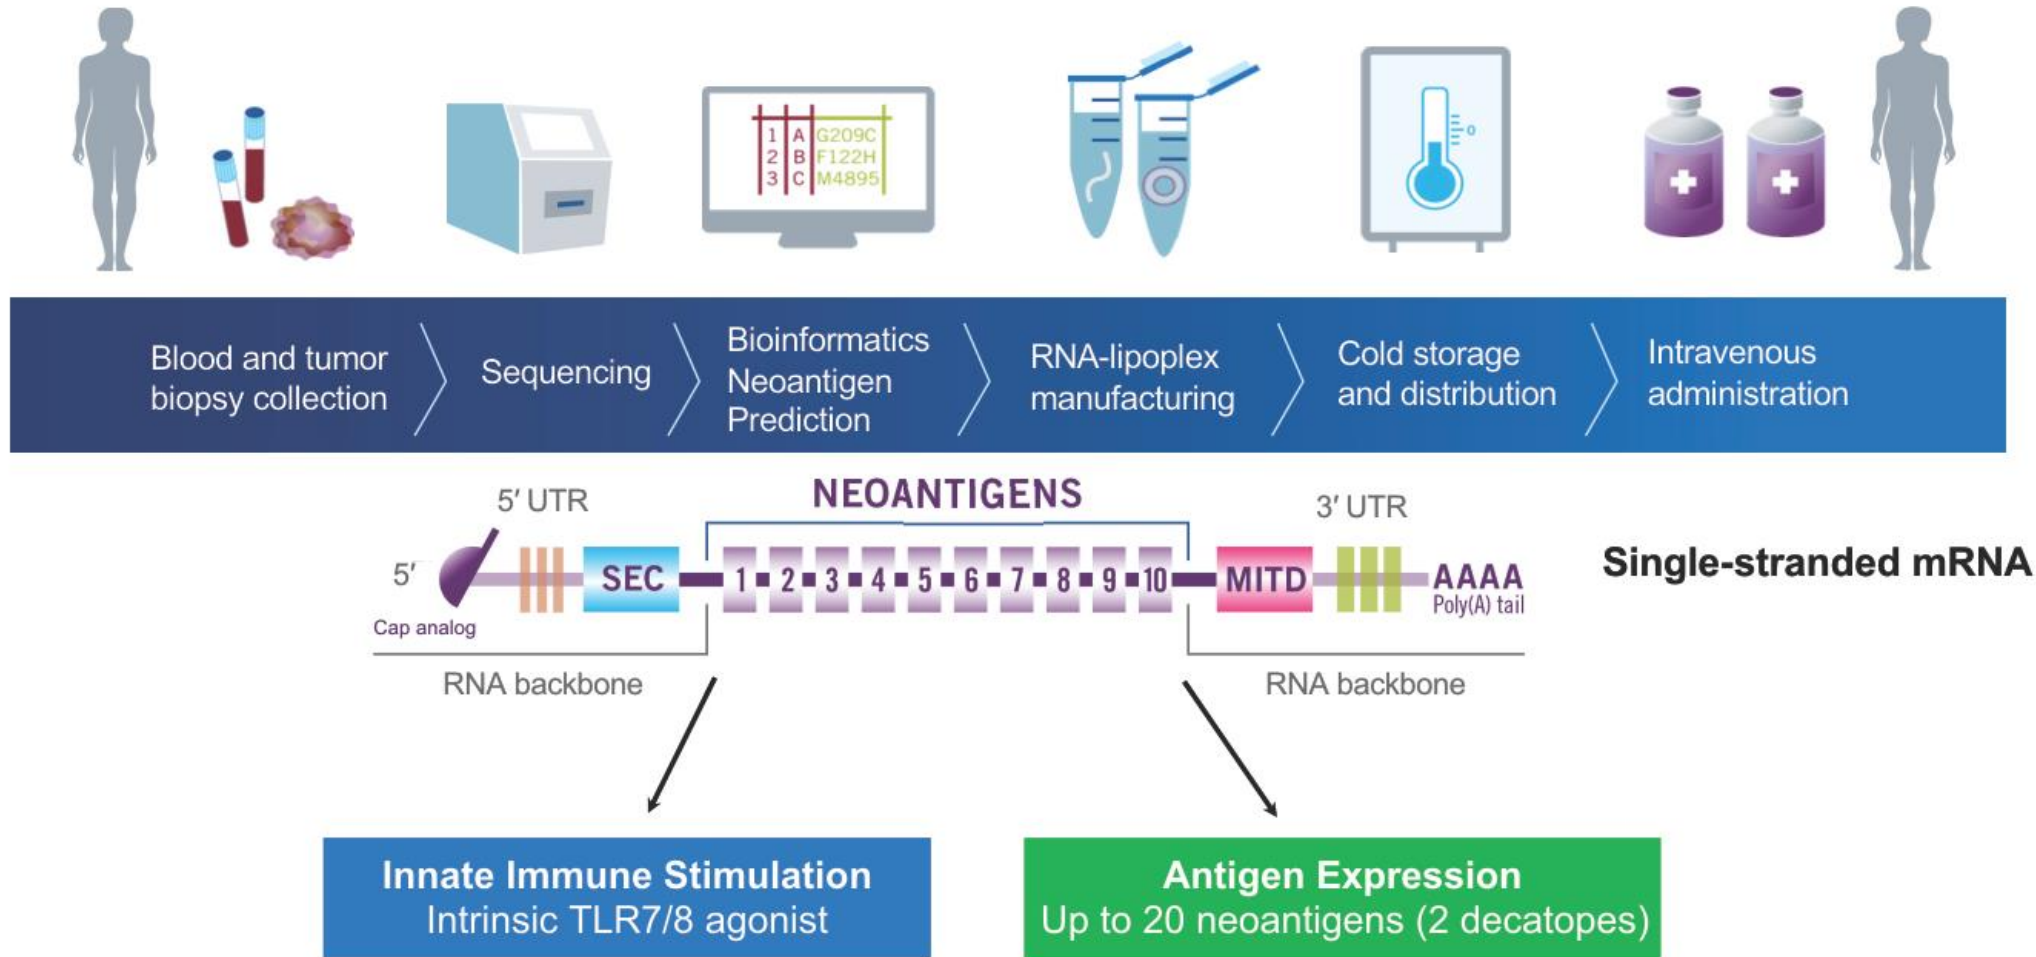 1 A G209C
2 B F122H
3 C M4895
Blood and tumor
biopsy collection
Sequencing
Bioinformatics
Neoantigen
Prediction
RNA-lipoplex
manufacturing
Cold storage
and distribution
Intravenous
administration
5′ UTR
NEOANTIGENS
3′ UTR
5′
SEC
1 2 3 4 5 6 7 8 9 10
MITD
AAAA
Poly(A) tail
Cap analog
Single-stranded mRNA
RNA backbone
RNA backbone
Innate Immune Stimulation
Intrinsic TLR7/8 agonist
Antigen Expression
Up to 20 neoantigens (2 decatopes)